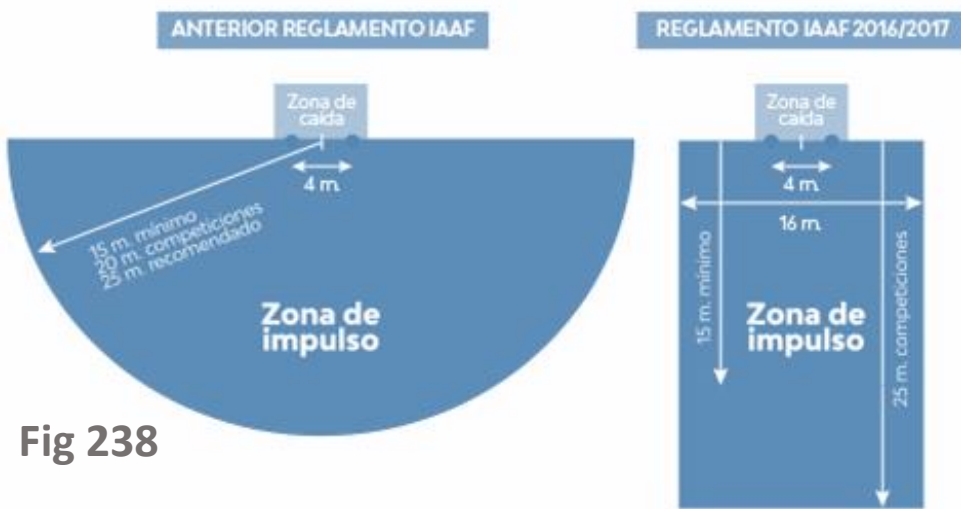 ANTERIOR REGLAMENTO IAAF
Zona de
caída
4 m.
15 m. mínimo
20 m. competiciones
25 m. recomendado
Zona de
impulso
Fig 238
REGLAMENTO IAAF 2016/2017
Zona de
caída
4 m.
16 m.
15 m. mínimo
Zona de
impulso
25 m. competiciones